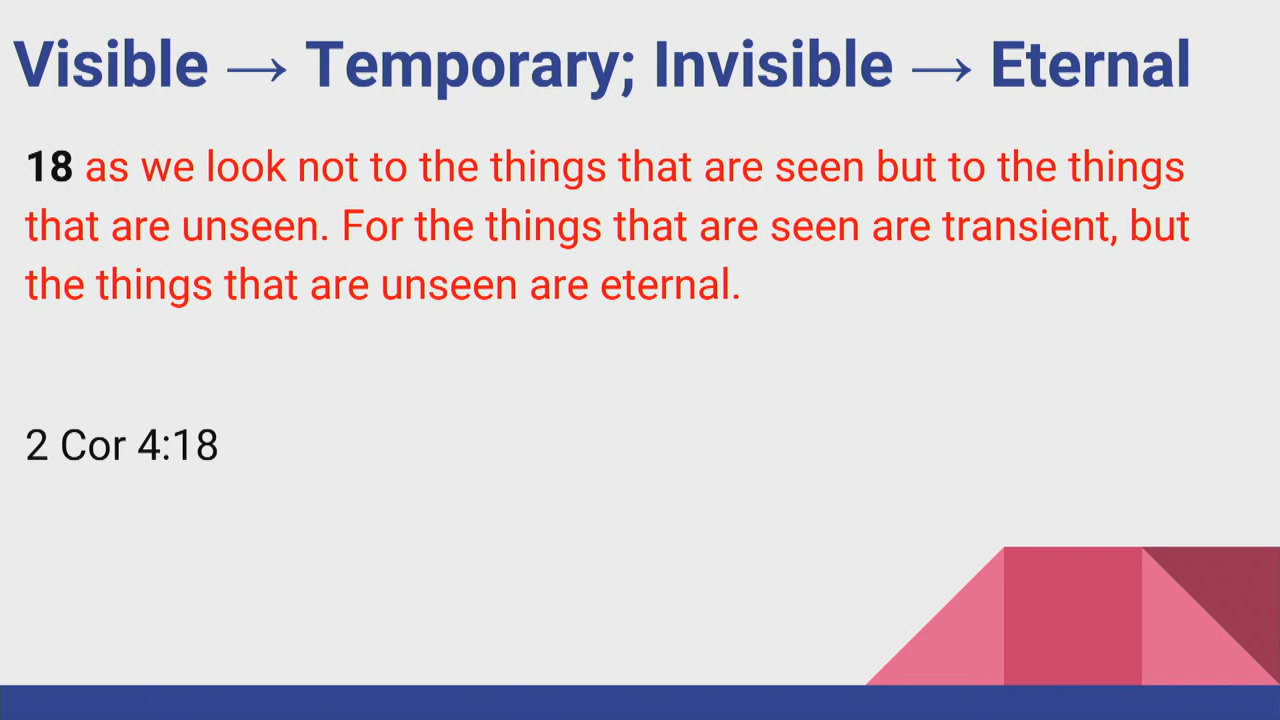 Visible → Temporary; Invisible → Eternal
18 as we look not to the things that are seen but to the things
that are unseen. For the things that are seen are transient, but
the things that are unseen are eternal.
2 Cor 4:18